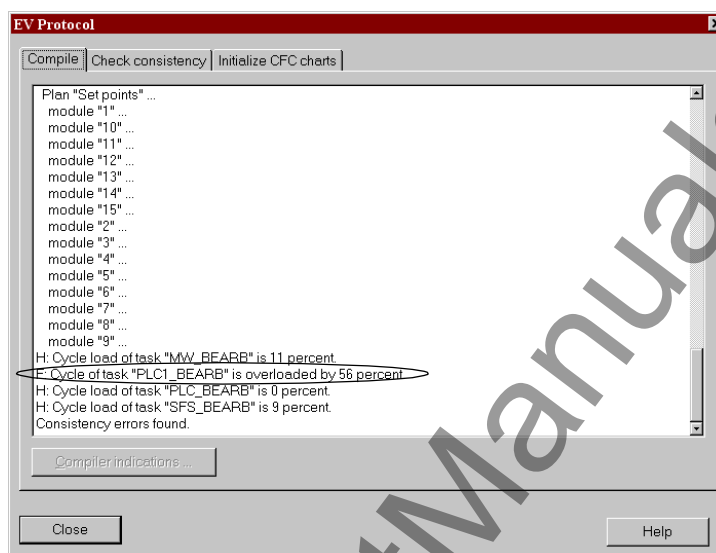 EV Protocol
Compile
Check consistency
Initialize CFC charts
Plan "Set points" ...
module "1" ...
module "10" ...
module "11" ...
module "12" ...
module "13" ...
module "14" ...
module "15" ...
module "2" ...
module "3" ...
module "4" ...
module "5" ...
module "6" ...
module "7" ...
module "8" ...
module "9" ...
H: Cycle load of task "MW_BEARB" is 11 percent.
F: Cycle of task "PLC1_BEARB" is overloaded by 56 percent
H: Cycle load of task "PLC_BEARB" is 0 percent.
H: Cycle load of task "SFS_BEARB" is 9 percent.
Consistency errors found.
Compiler indications ...
Close
Help
tManual